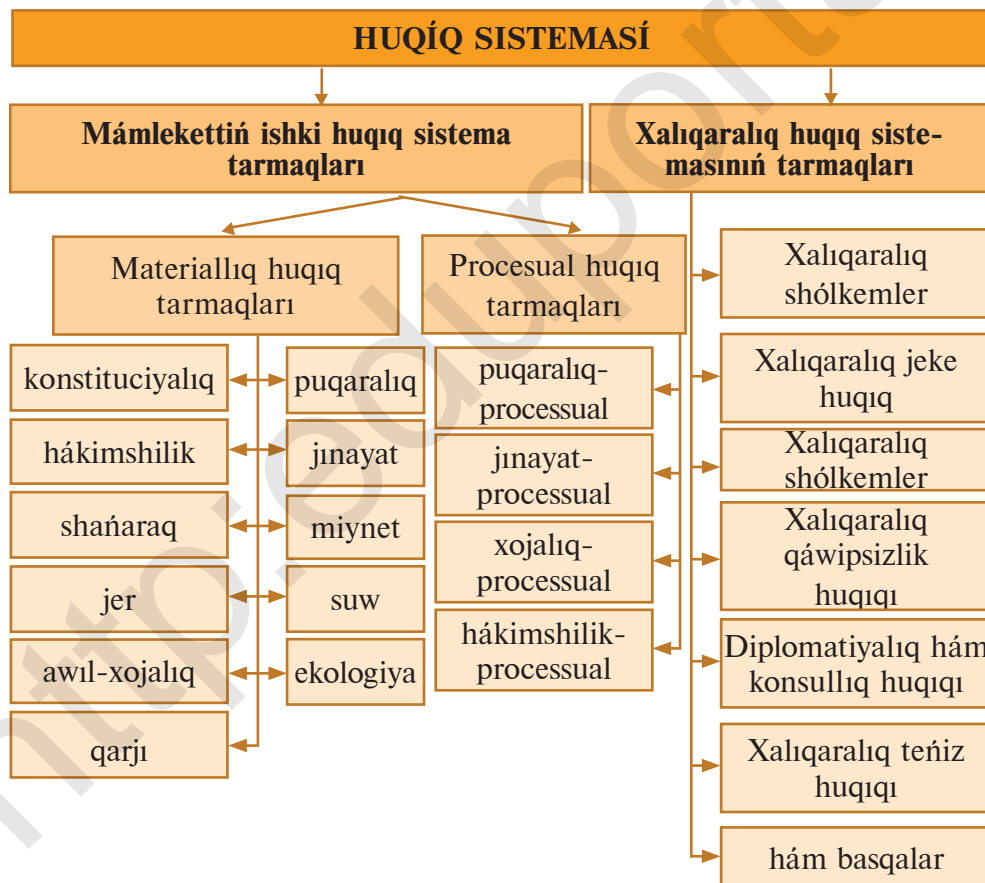 HUQÍQ SISTEMASÍ
Mámlekettiń ishki huqıq sistema
tarmaqları
Xalıqaralıq huqıq siste-
masınıń tarmaqları
Materiallıq huqıq
tarmaqları
Procesual huqıq
tarmaqları
konstituciyalıq
hákimshilik
shańaraq
jer
awıl-xojalıq
qarjı
puqaralıq
jınayat
miynet
suw
ekologiya
puqaralıq-
processual
jınayat-
processual
xojalıq-
processual
hákimshilik-
processual
Xalıqaralıq
shólkemler
Xalıqaralıq jeke
huqıq
Xalıqaralıq
shólkemler
Xalıqaralıq
qáwipsizlik
huqıqı
Diplomatiyalıq hám
konsullıq huqıqı
Xalıqaralıq teńiz
huqıqı
hám basqalar